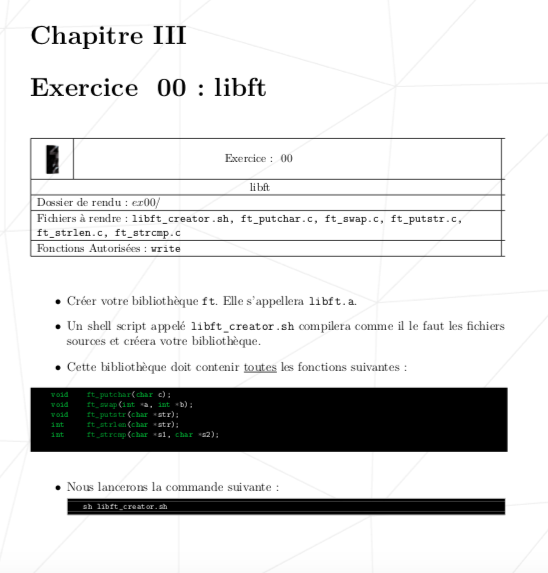 Chapitre III
Exercice 00 : libft
Exercice : 00
libft
Dossier de rendu : ex00/
Fichiers à rendre : libft_creator.sh, ft_putchar.c, ft_swap.c, ft_putstr.c,
ft_strlen.c, ft_strcmp.c
Fonctions Autorisées : write
• Créer votre bibliothèque ft. Elle s'appellera libft.a.
• Un shell script appelé libft_creator.sh compilera comme il le faut les fichiers
sources et créera votre bibliothèque.
• Cette bibliothèque doit contenir toutes les fonctions suivantes :
void ft_putchar(char c);
void ft_swap(int *a, int *b);
void ft_putstr(char *str);
int ft_strlen(char *str);
int ft_strcmp(char *s1, char *s2);
• Nous lancerons la commande suivante :
sh libft_creator.sh